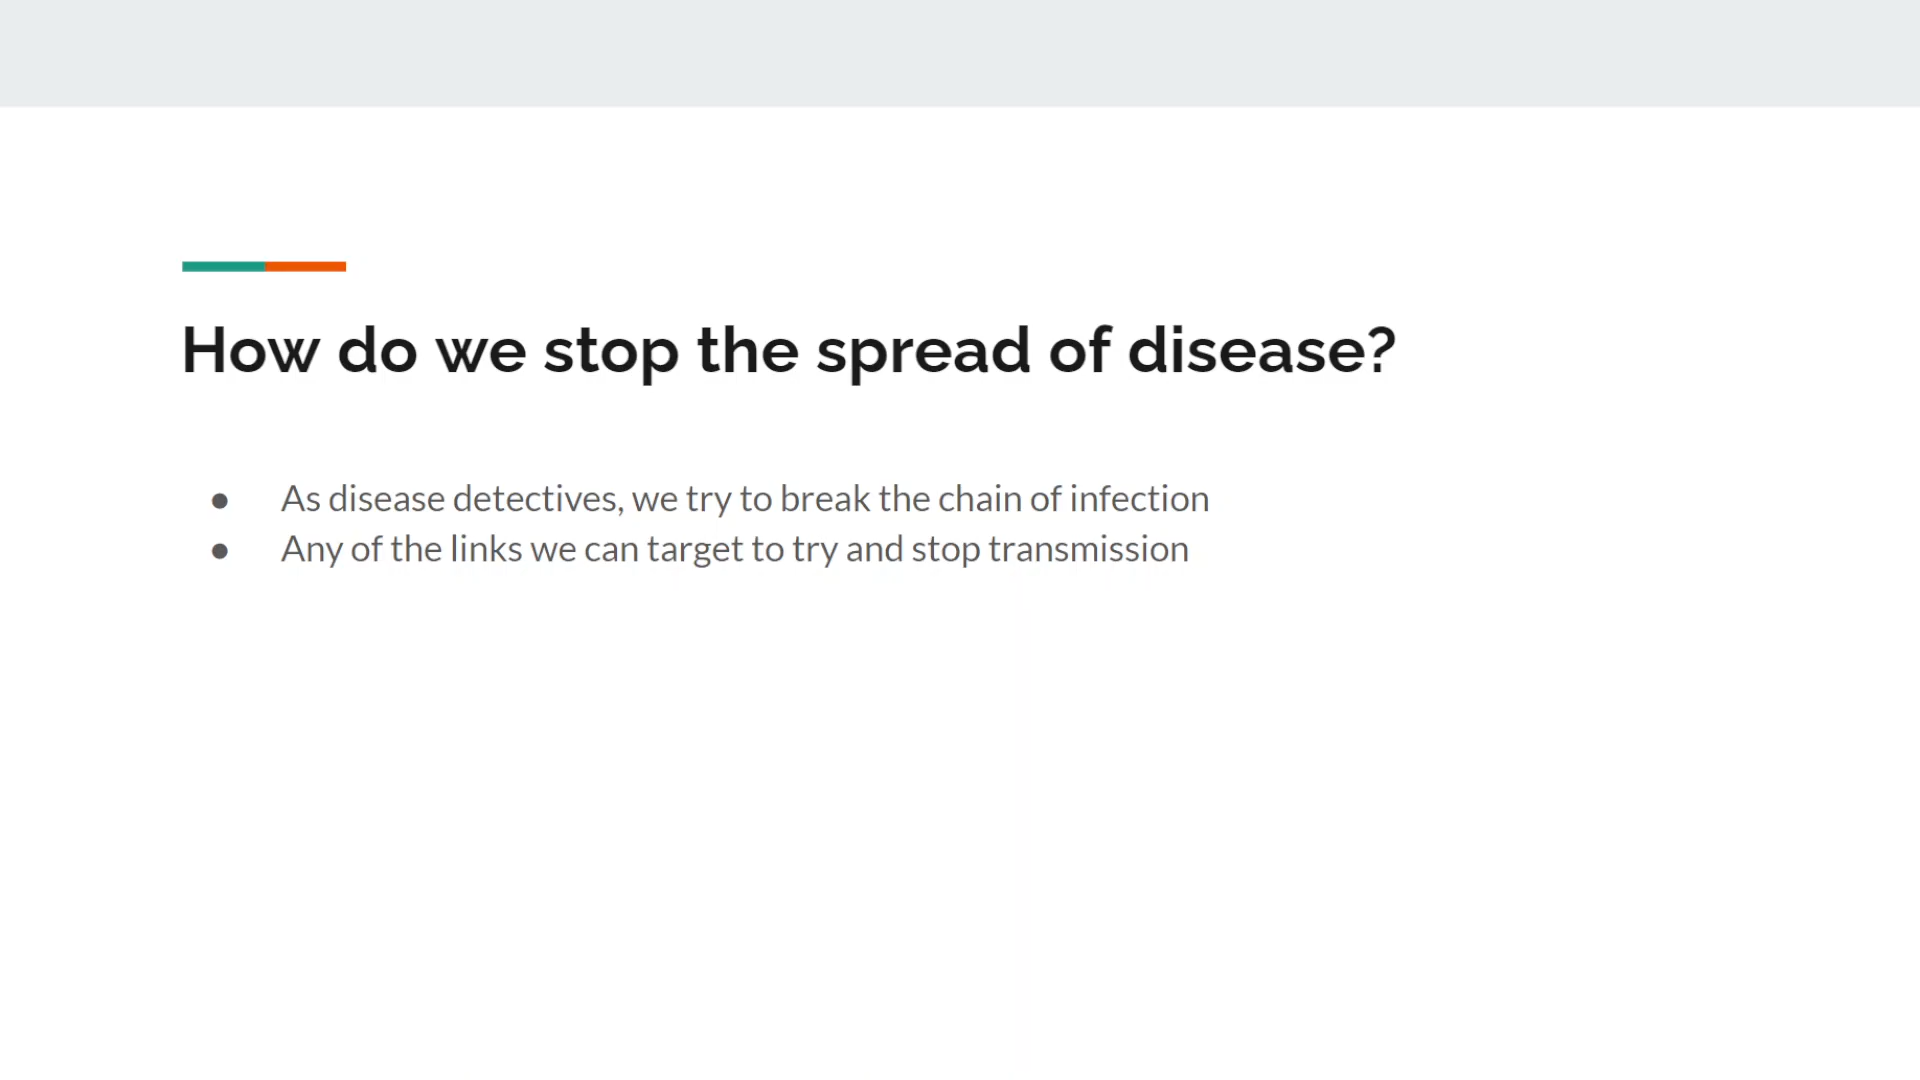 How do we stop the spread of disease?
● As disease detectives, we try to break the chain of infection
● Any of the links we can target to try and stop transmission